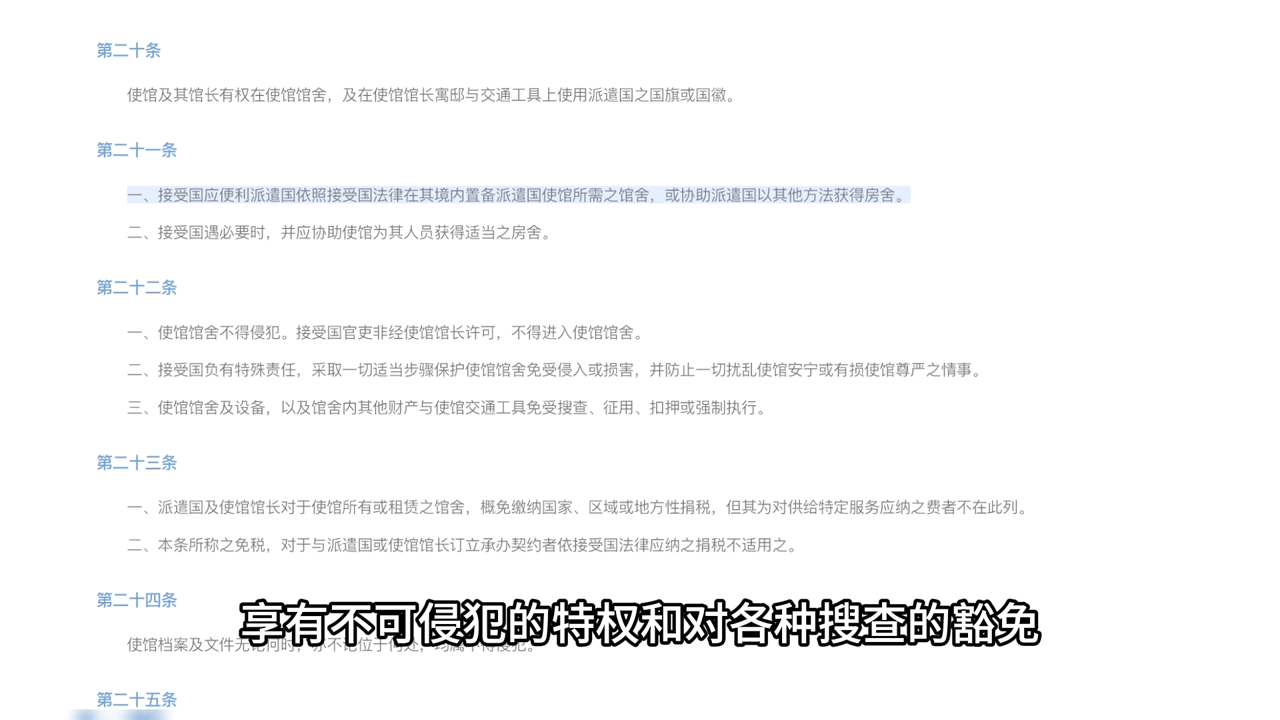 第二十条
使馆及其馆长有权在使馆馆舍，及在使馆馆长寓邸与交通工具上使用派遣国之国旗或国徽。
第二十一条
一、接受国应便利派遣国依照接受国法律在其境内置备派遣国使馆所需之馆舍，或协助派遣国以其他方法获得房舍。
二、接受国遇必要时，并应协助使馆为其人员获得适当之房舍。
第二十二条
一、使馆馆舍不得侵犯。接受国官吏非经使馆馆长许可，不得进入使馆馆舍。
二、接受国负有特殊责任，采取一切适当步骤保护使馆馆舍免受侵入或损害，并防止一切扰乱使馆安宁或有损使馆尊严之情事。
三、使馆馆舍及设备，以及馆舍内其他财产与使馆交通工具免受搜查、征用、扣押或强制执行。
第二十三条
一、派遣国及使馆馆长对于使馆所有或租赁之馆舍，概免缴纳国家、区域或地方性捐税，但其为对供给特定服务应纳之费者不在此列。
二、本条所称之免税，对于与派遣国或使馆馆长订立承办契约者依接受国法律应纳之捐税不适用之。
第二十四条
享有不可侵犯的特权和对各种搜查的豁免
使馆档案及文件无论何时，亦不论位于何处，均属不得侵犯。
第二十五条